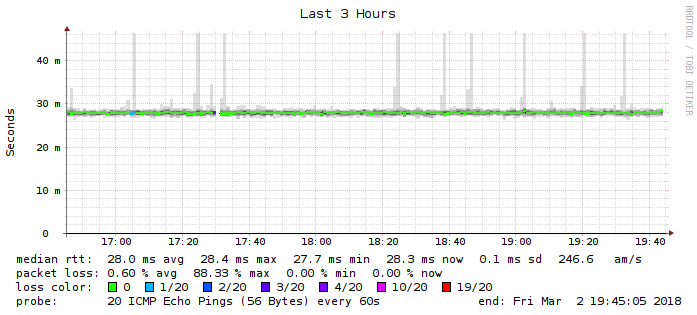 Last 3 Hours
RRDTOOL / TOBI OETIKER
Seconds
40 m
30 m
20 m
10 m
0
17:00 17:20 17:40 18:00 18:20 18:40 19:00 19:20 19:40
median rtt: 28.0 ms avg 28.4 ms max 27.7 ms min 28.3 ms now 0.1 ms sd 246.6 am/s
packet loss: 0.60 % avg 88.33 % max 0.00 % min 0.00 % now
loss color: 0 1/20 2/20 3/20 4/20 10/20 19/20
probe: 20 ICMP Echo Pings (56 Bytes) every 60s end: Fri Mar 2 19:45:05 2018